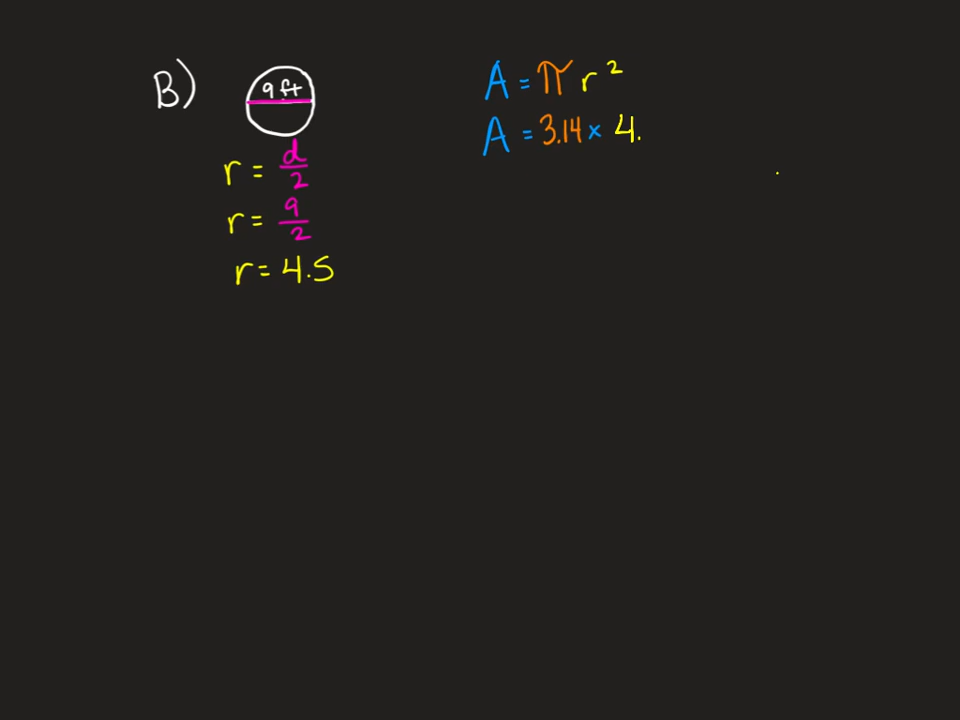 B)
9 ft
r = d/2
r = 9/2
r = 4.5
A = π r²
A = 3.14 × 4.